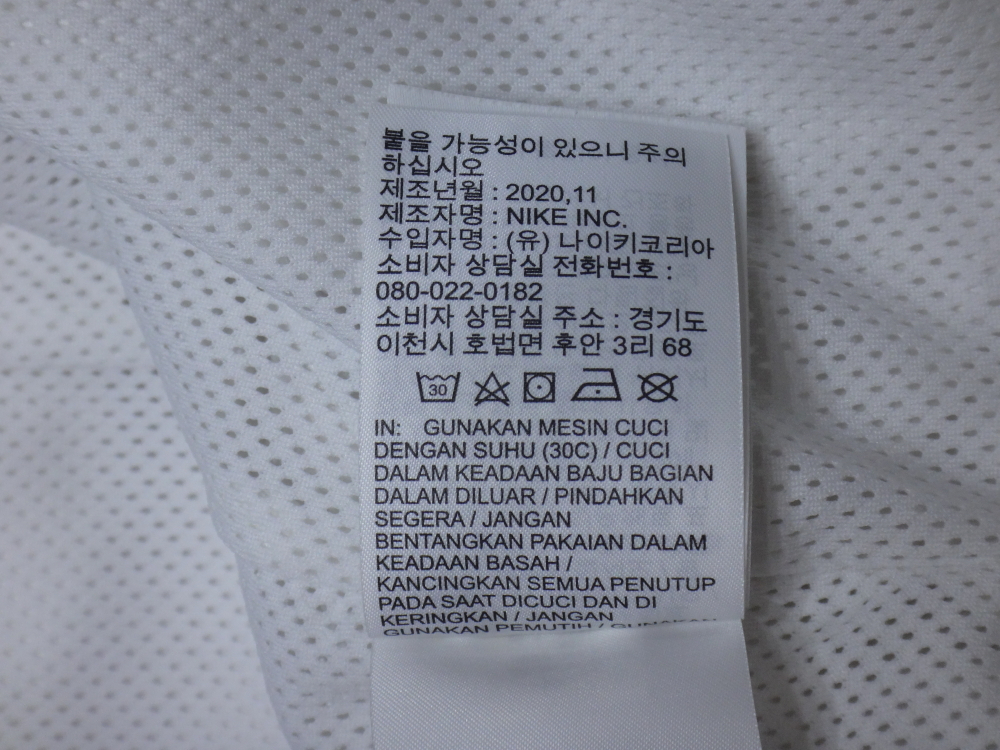 붙을 가능성이 있으니 주의
하십시오
제조년월 : 2020,11
제조자명 : NIKE INC.
수입자명 : (유) 나이키코리아
소비자 상담실 전화번호 :
080-022-0182
소비자 상담실 주소 : 경기도
이천시 호법면 후안 3리 68
30
IN: GUNAKAN MESIN CUCI
DENGAN SUHU (30C) / CUCI
DALAM KEADAAN BAJU BAGIAN
DALAM DILUAR / PINDAHKAN
SEGERA / JANGAN
BENTANGKAN PAKAIAN DALAM
KEADAAN BASAH /
KANCINGKAN SEMUA PENUTUP
PADA SAAT DICUCI DAN DI
KERINGKAN / JANGAN
GUNAKAN PEMUTIH / GUNAKAN